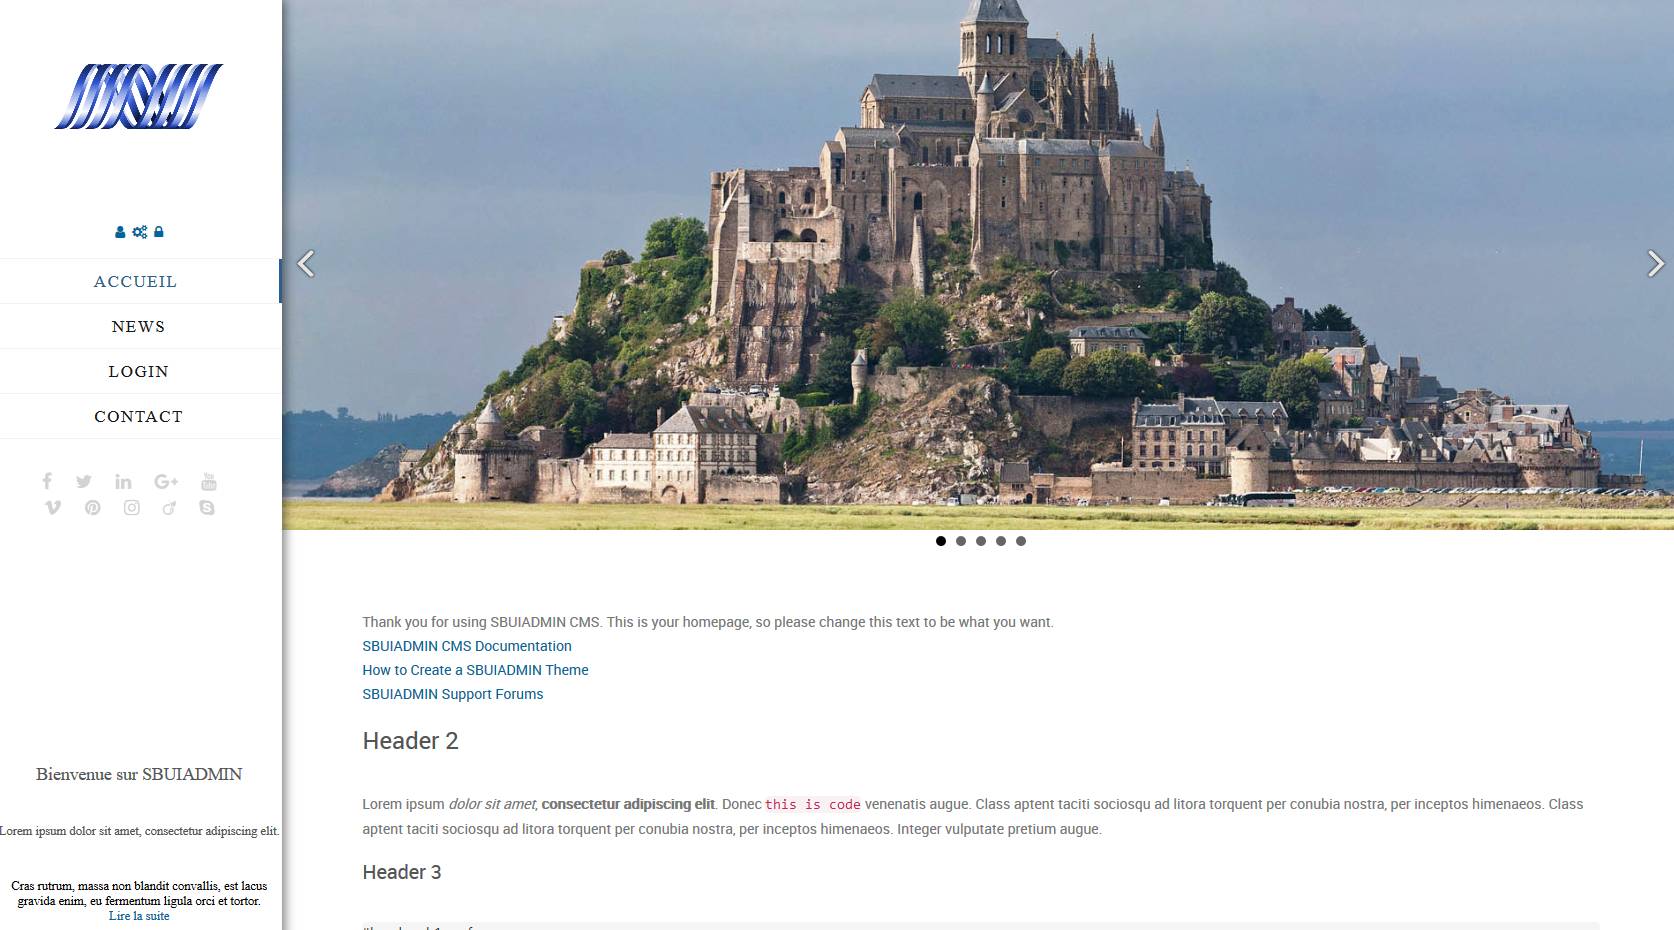 ACCUEIL
NEWS
LOGIN
CONTACT
Bienvenue sur SBUIADMIN
Lorem ipsum dolor sit amet, consectetur adipiscing elit.
Cras rutrum, massa non blandit convallis, est lacus
gravida enim, eu fermentum ligula orci et tortor.
Lire la suite
Thank you for using SBUIADMIN CMS. This is your homepage, so please change this text to be what you want.
SBUIADMIN CMS Documentation
How to Create a SBUIADMIN Theme
SBUIADMIN Support Forums
Header 2
Lorem ipsum dolor sit amet, consectetur adipiscing elit. Donec this is code venenatis augue. Class aptent taciti sociosqu ad litora torquent per conubia nostra, per inceptos himenaeos. Class
aptent taciti sociosqu ad litora torquent per conubia nostra, per inceptos himenaeos. Integer vulputate pretium augue.
Header 3